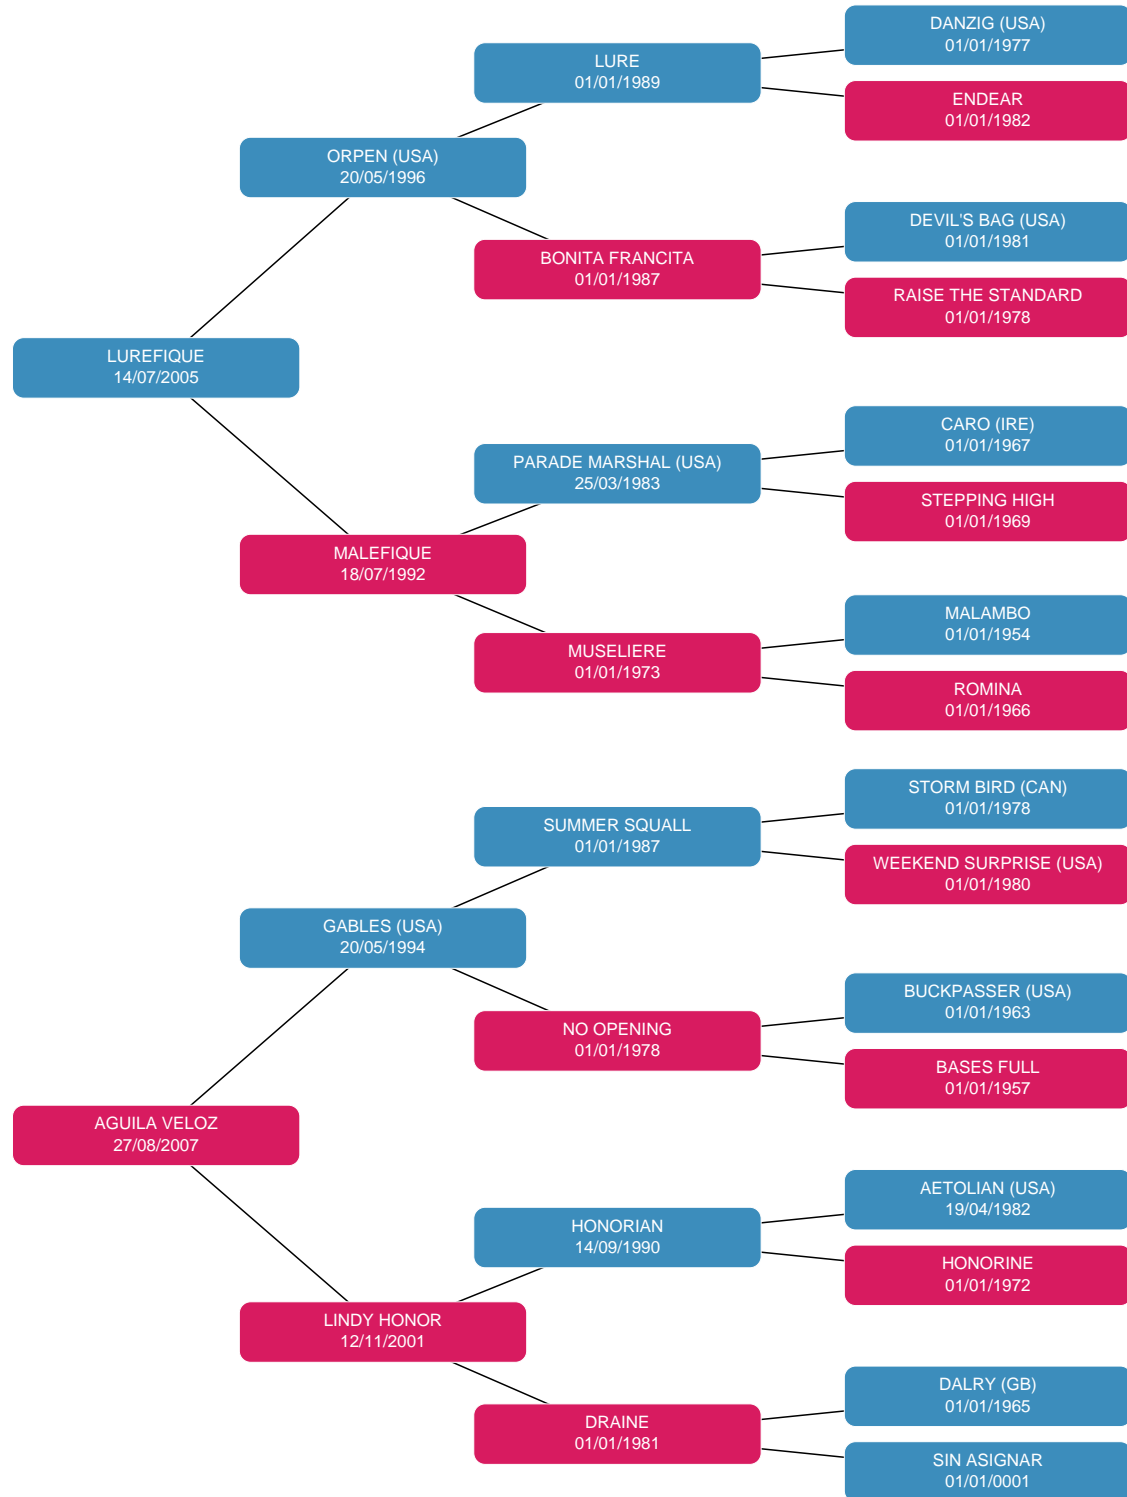 DANZIG (USA)
01/01/1977
LURE
01/01/1989
ENDEAR
01/01/1982
ORPEN (USA)
20/05/1996
DEVIL'S BAG (USA)
01/01/1981
BONITA FRANCITA
01/01/1987
RAISE THE STANDARD
01/01/1978
LUREFIQUE
14/07/2005
CARO (IRE)
01/01/1967
PARADE MARSHAL (USA)
25/03/1983
STEPPING HIGH
01/01/1969
MALEFIQUE
18/07/1992
MALAMBO
01/01/1954
MUSELIERE
01/01/1973
ROMINA
01/01/1966
STORM BIRD (CAN)
01/01/1978
SUMMER SQUALL
01/01/1987
WEEKEND SURPRISE (USA)
01/01/1980
GABLES (USA)
20/05/1994
BUCKPASSER (USA)
01/01/1963
NO OPENING
01/01/1978
BASES FULL
01/01/1957
AGUILA VELOZ
27/08/2007
AETOLIAN (USA)
19/04/1982
HONORIAN
14/09/1990
HONORINE
01/01/1972
LINDY HONOR
12/11/2001
DALRY (GB)
01/01/1965
DRAINE
01/01/1981
SIN ASIGNAR
01/01/0001